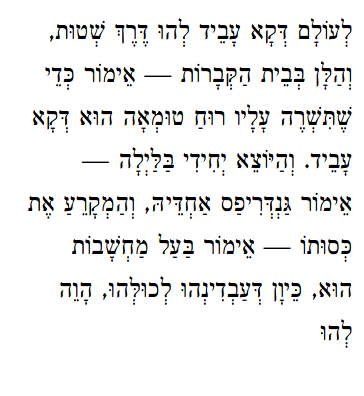 לְעוֹלָם דְּקָא עָבֵיד לְהוּ דֶּרֶךְ שְׁטוּת,
וְהַלָּן בְּבֵית הַקְּבָרוֹת — אֵימוֹר כְּדֵי
שֶׁתִּשְׁרֶה עָלָיו רוּחַ טוּמְאָה הוּא דְּקָא
עָבֵיד. וְהַיּוֹצֵא יְחִידִי בַּלַּיְלָה —
אֵימוֹר גַּנְדְּרִיפַס אַחְדֵּיהּ, וְהַמְקָרֵעַ אֶת
כְּסוּתוֹ — אֵימוֹר בַּעַל מַחְשָׁבוֹת
הוּא, כֵּיוָן דְּעַבְדִינְהוּ לְכוּלְּהוּ, הָוֵה
לְהוּ